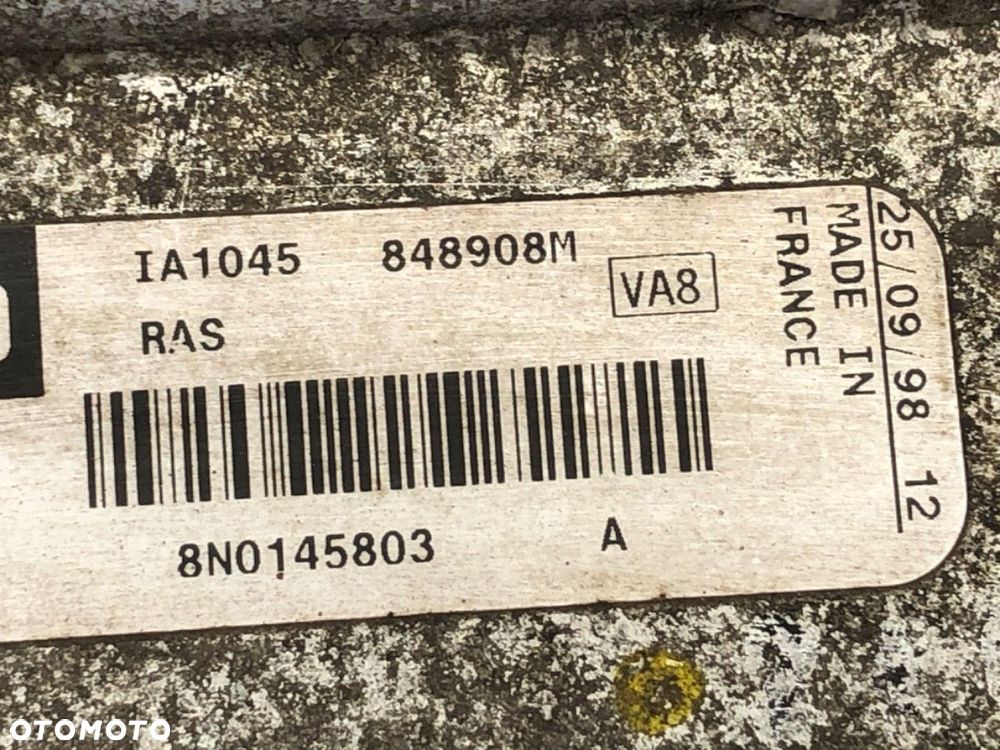 IA1045 848908M
VA8
RAS
8N0145803 A
MADE IN
FRANCE
25/09/98 12
OTOMOTO